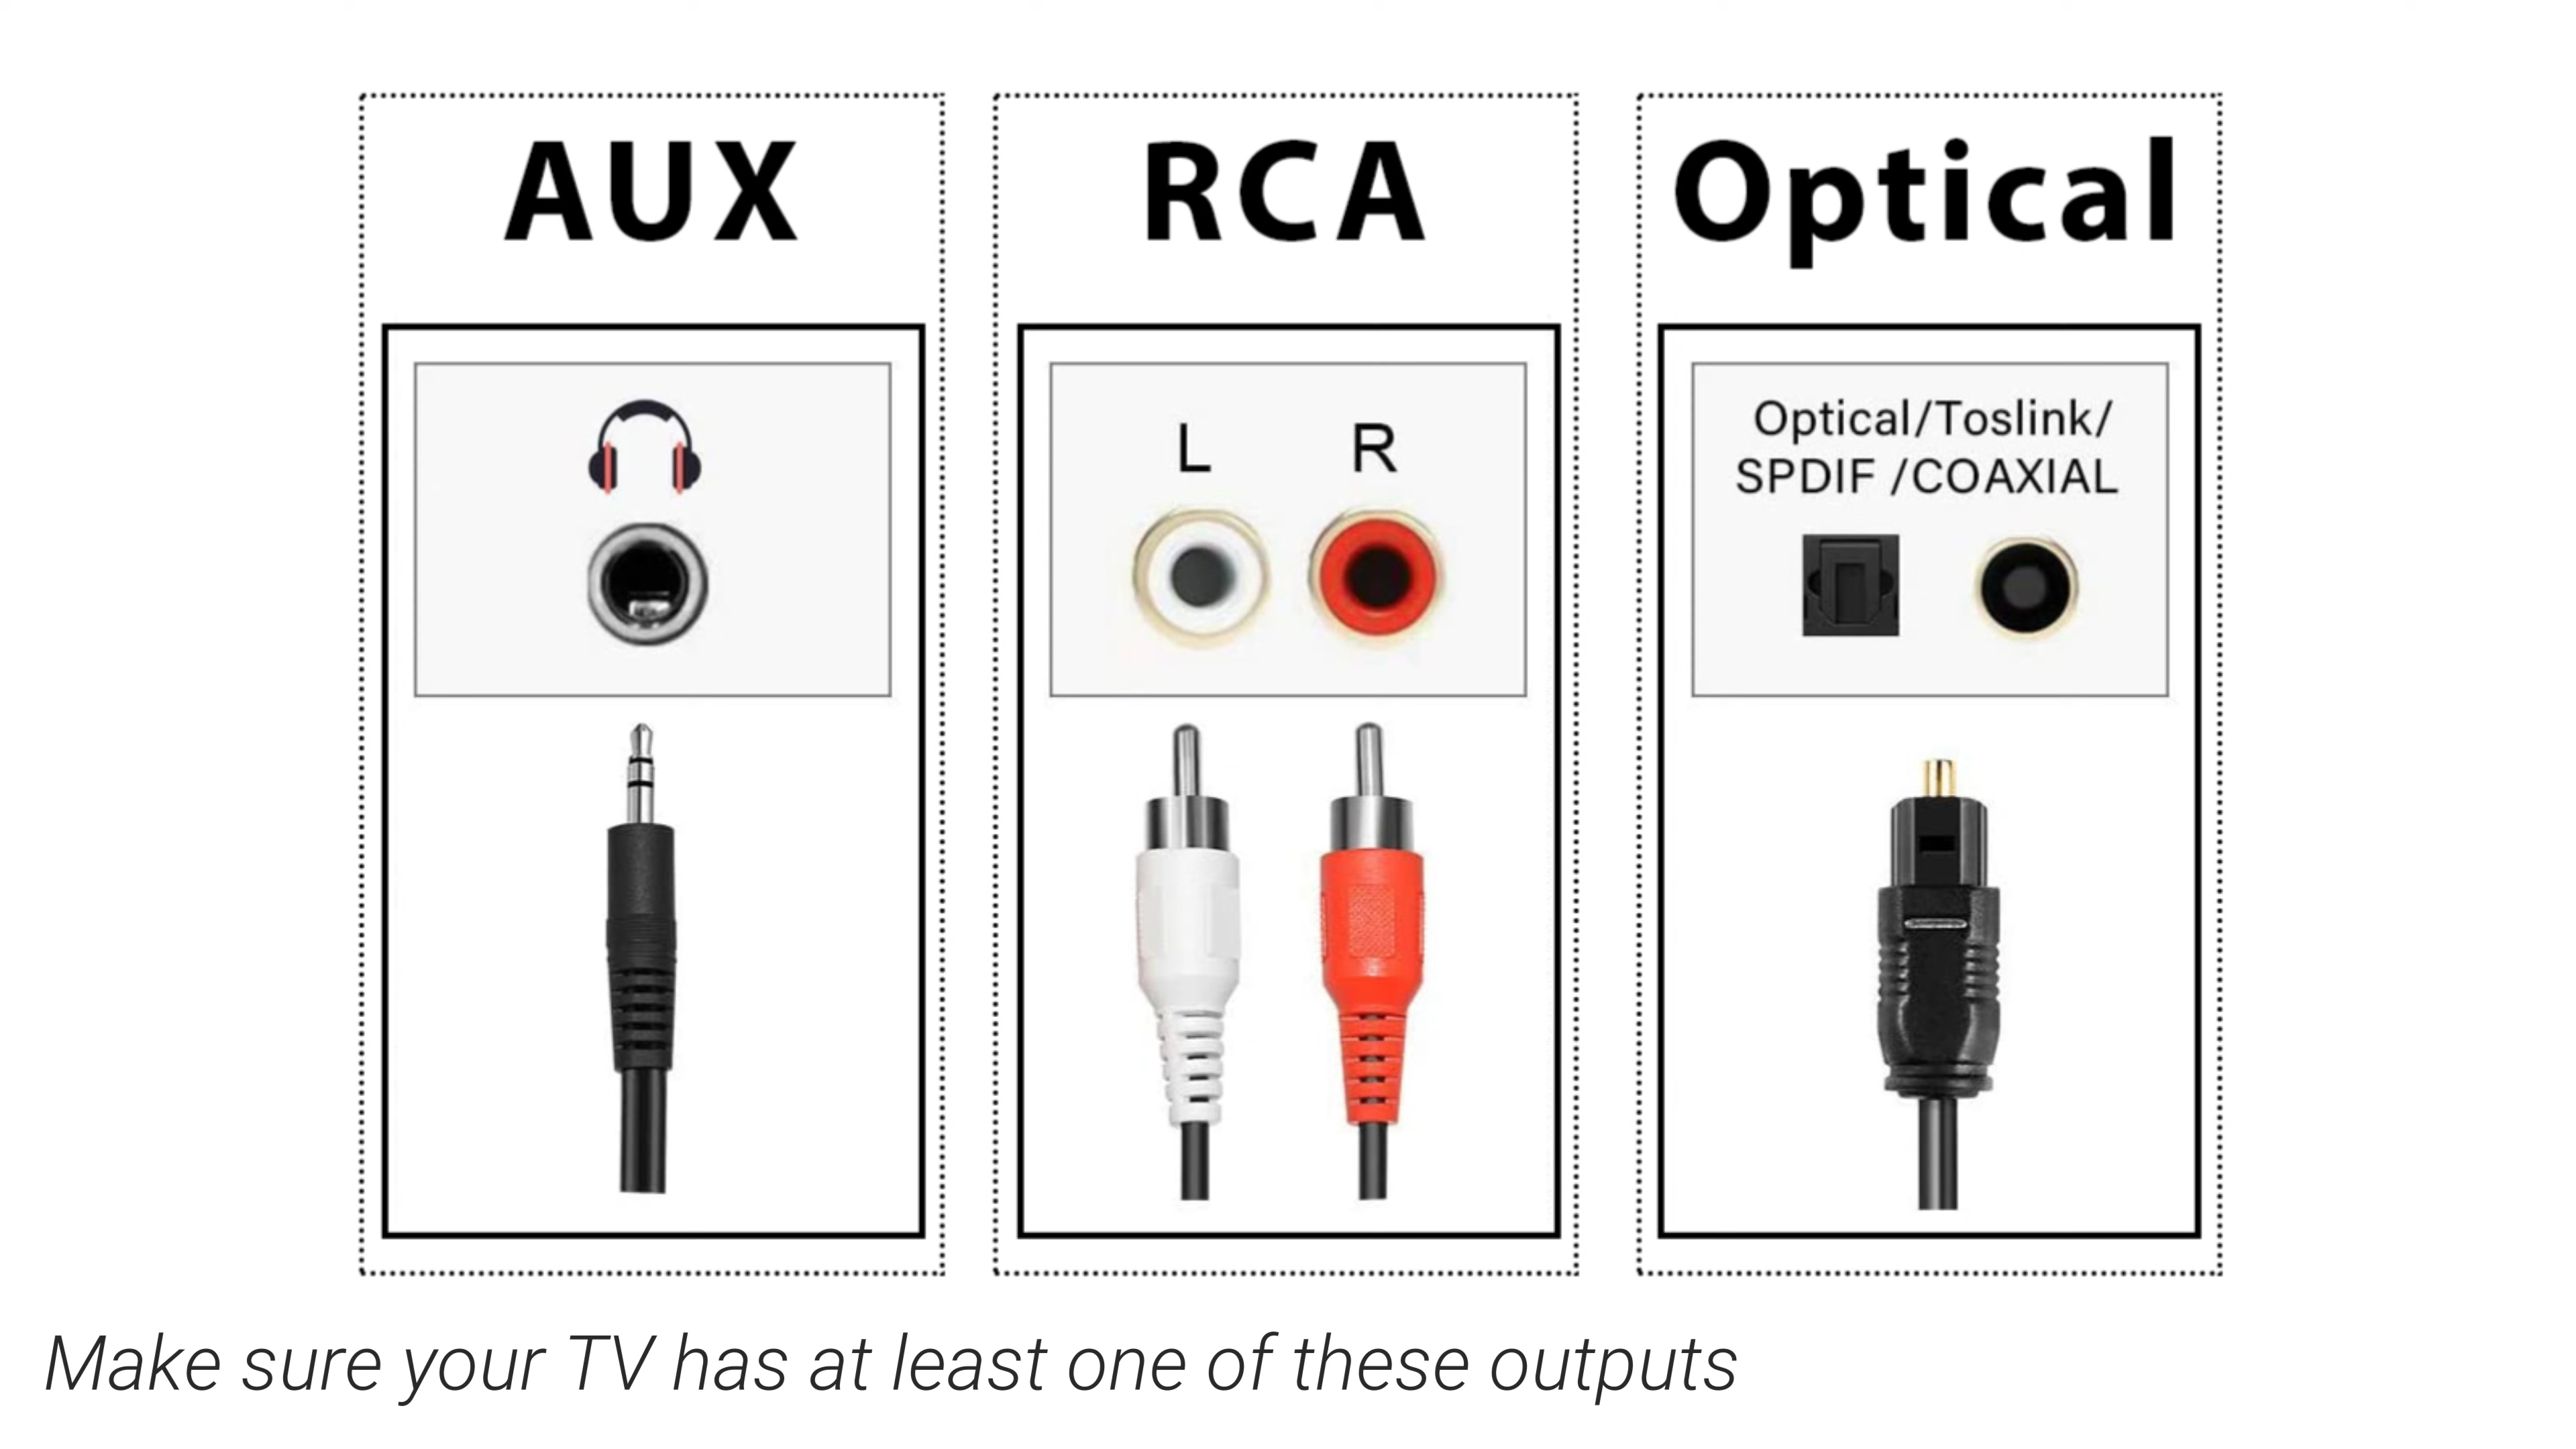 AUX
RCA
Optical
L R
Optical/Toslink/
SPDIF /COAXIAL
Make sure your TV has at least one of these outputs